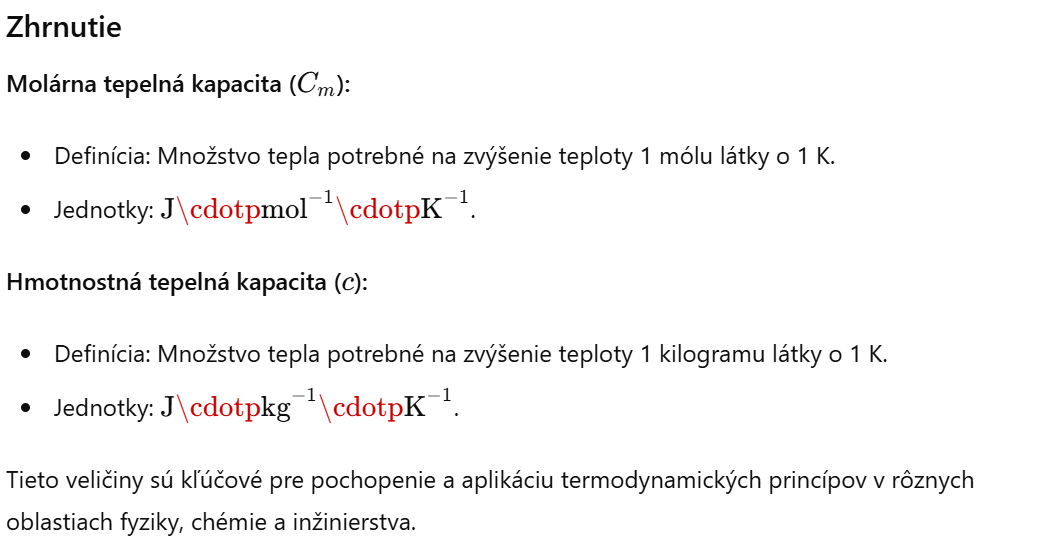 Zhrnutie
Molárna tepelná kapacita (Cₘ):
• Definícia: Množstvo tepla potrebné na zvýšenie teploty 1 mólu látky o 1 K.
• Jednotky: J\cdotpmol⁻¹\cdotpK⁻¹.
Hmotnostná tepelná kapacita (c):
• Definícia: Množstvo tepla potrebné na zvýšenie teploty 1 kilogramu látky o 1 K.
• Jednotky: J\cdotpkg⁻¹\cdotpK⁻¹.
Tieto veličiny sú kľúčové pre pochopenie a aplikáciu termodynamických princípov v rôznych
oblastiach fyziky, chémie a inžinierstva.